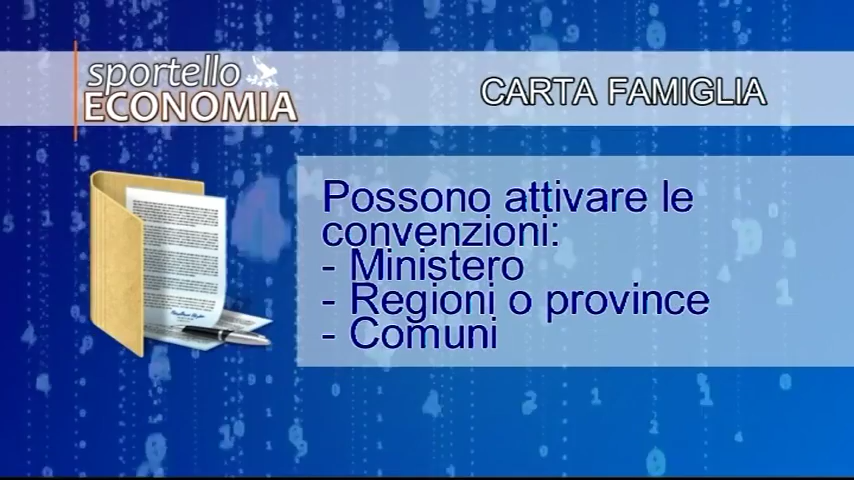 sportello
ECONOMIA
CARTA FAMIGLIA
Possono attivare le
convenzioni:
- Ministero
- Regioni o province
- Comuni